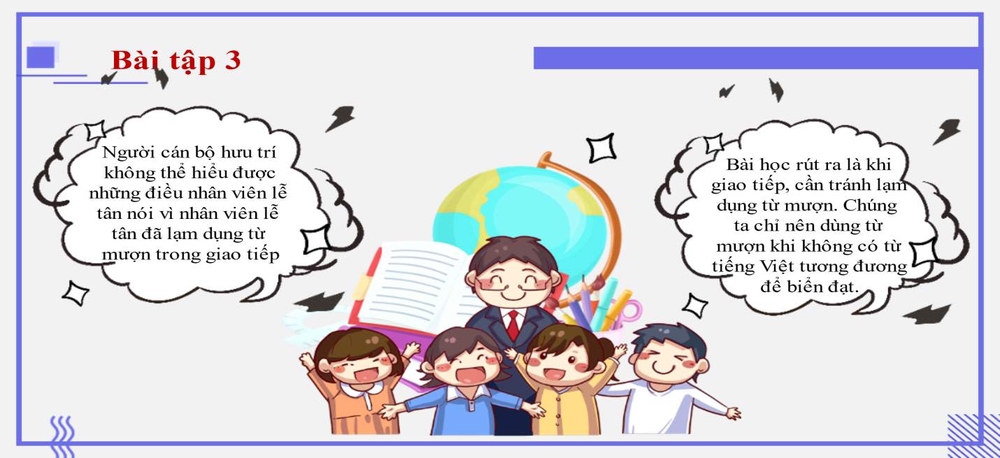 Bài tập 3
Người cán bộ hưu trí
không thể hiểu được
những điều nhân viên lễ
tân nói vì nhân viên lễ
tân đã lạm dụng từ
mượn trong giao tiếp
Bài học rút ra là khi
giao tiếp, cần tránh lạm
dụng từ mượn. Chúng
ta chỉ nên dùng từ
mượn khi không có từ
tiếng Việt tương đương
để biển đạt.